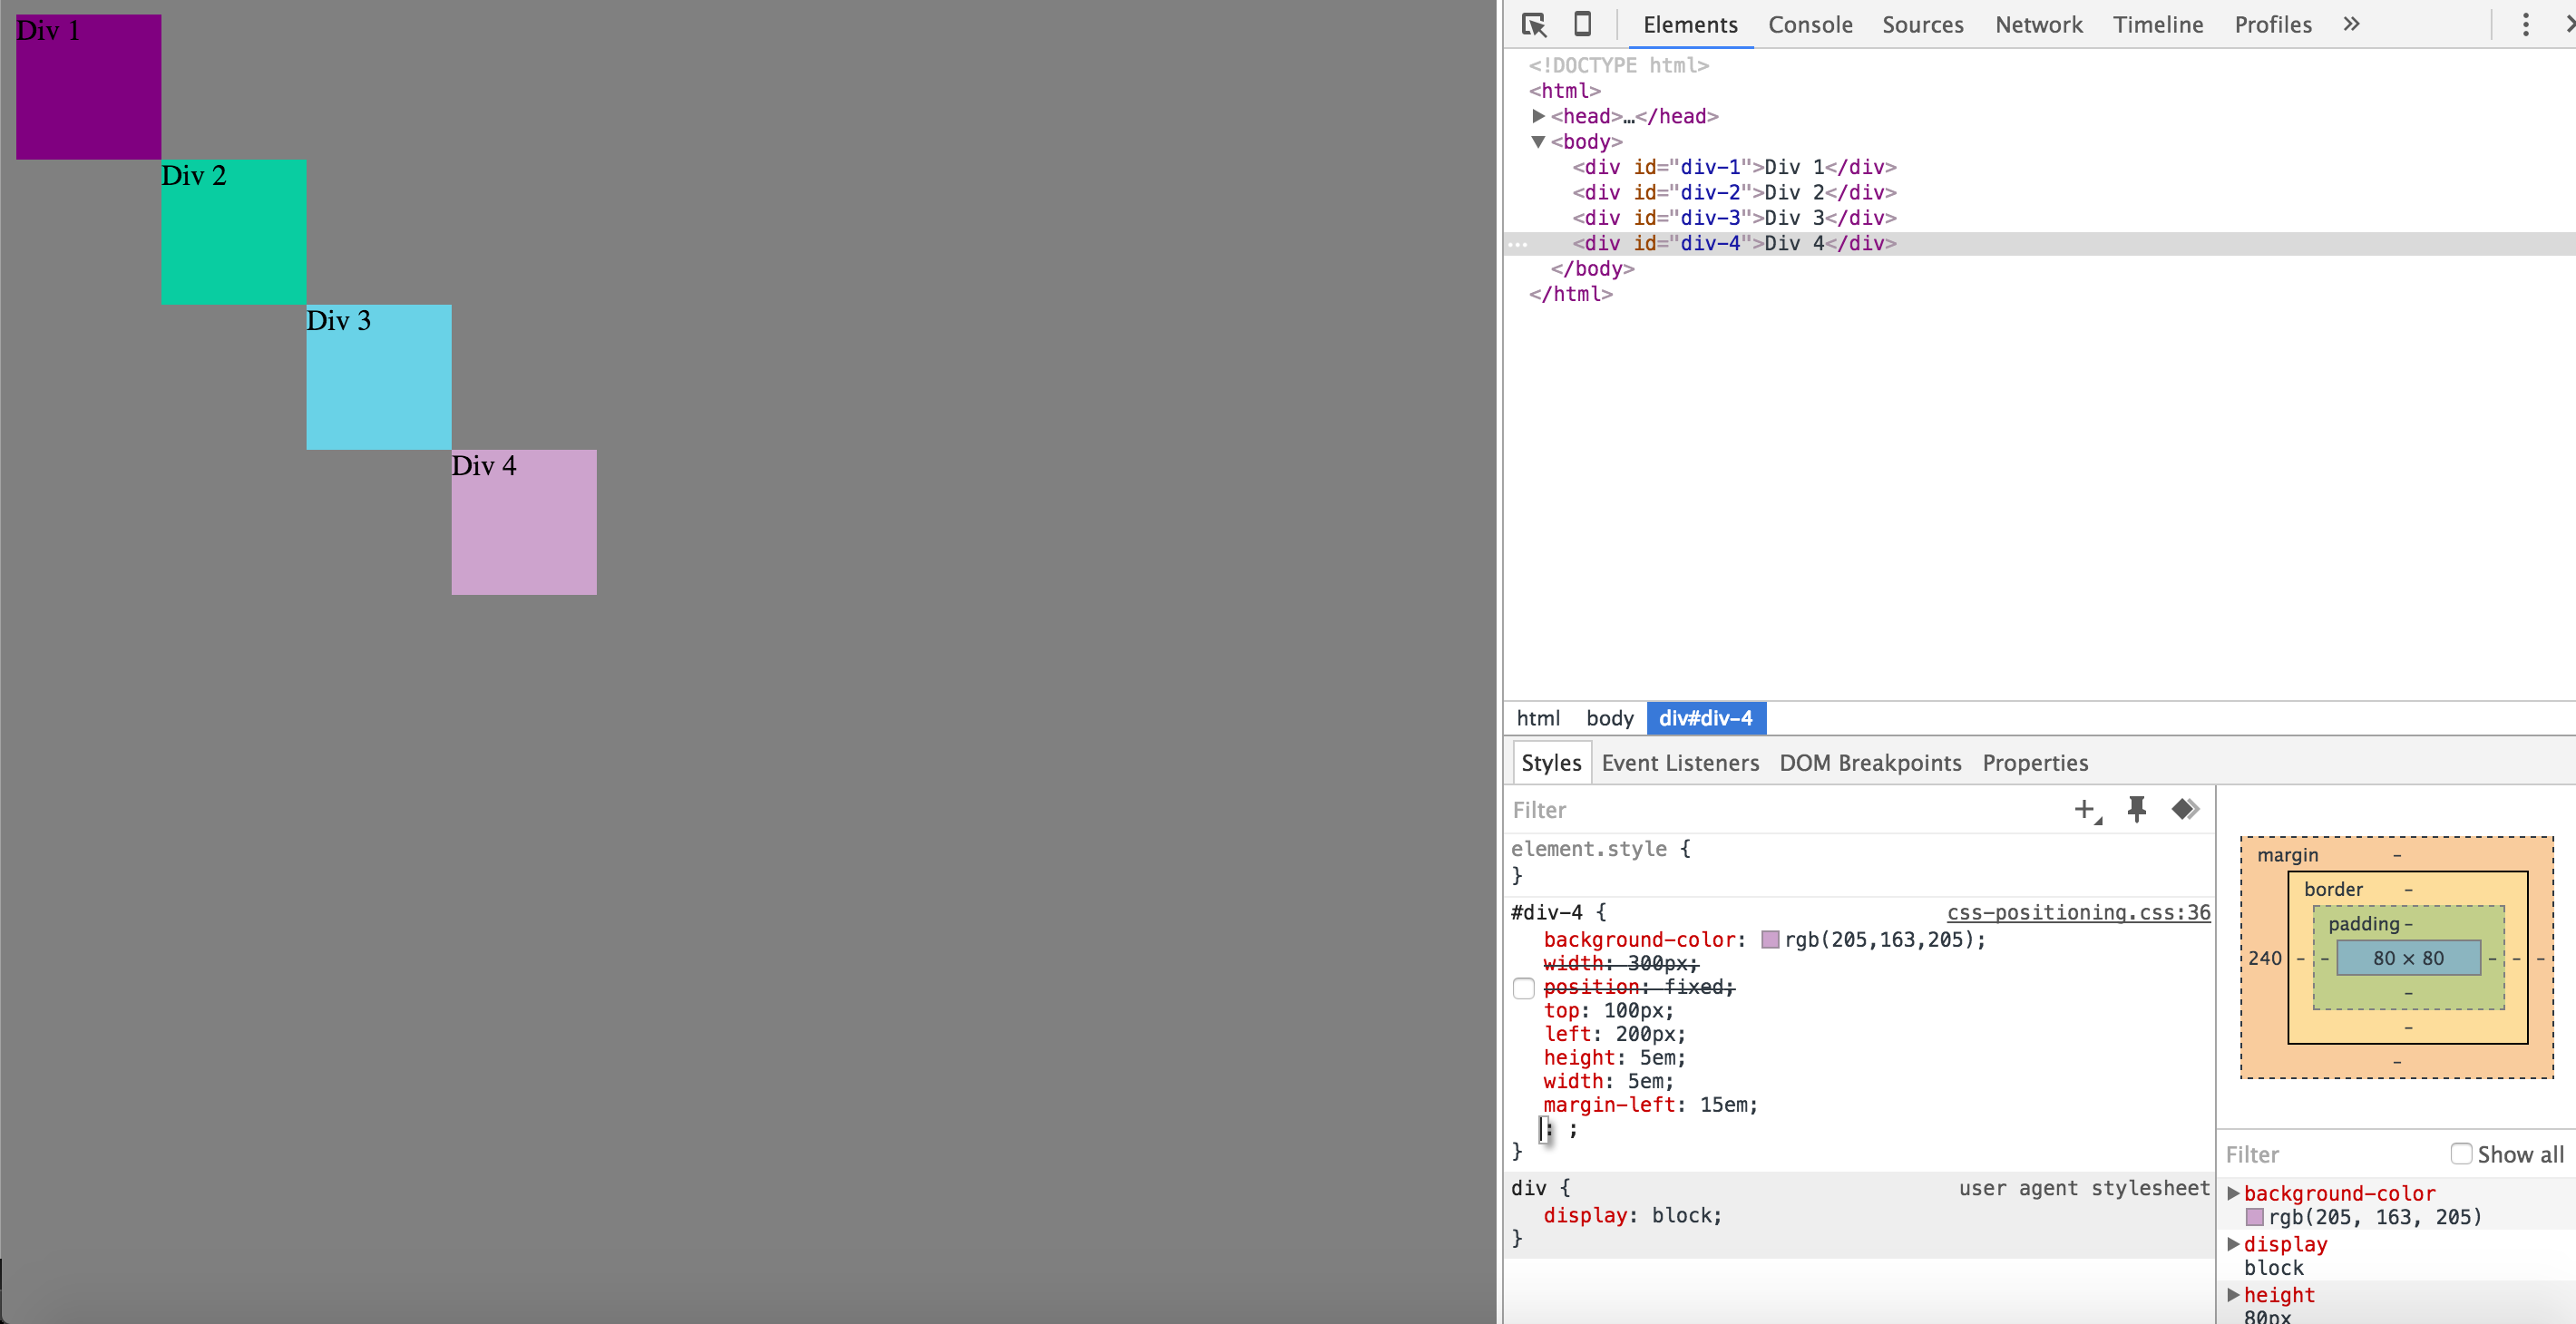 Div 1
Div 2
Div 3
Div 4
Elements Console Sources Network Timeline Profiles »
<!DOCTYPE html>
<html>
<head>…</head>
<body>
<div id="div-1">Div 1</div>
<div id="div-2">Div 2</div>
<div id="div-3">Div 3</div>
... <div id="div-4">Div 4</div>
</body>
</html>
html body div#div-4
Styles Event Listeners DOM Breakpoints Properties
Filter
element.style {
}
#div-4 { css-positioning.css:36
background-color: rgb(205,163,205);
width: 300px;
position: fixed;
top: 100px;
left: 200px;
height: 5em;
width: 5em;
margin-left: 15em;
: ;
}
div { user agent stylesheet
display: block;
}
margin -
border -
padding -
240 - - 80 × 80 - - -
-
-
-
Filter Show all
background-color
rgb(205, 163, 205)
display
block
height
80px